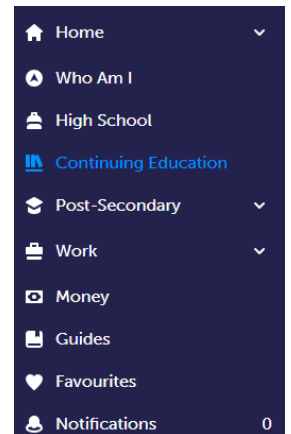 Home
Who Am I
High School
Continuing Education
Post-Secondary
Work
Money
Guides
Favourites
Notifications 0